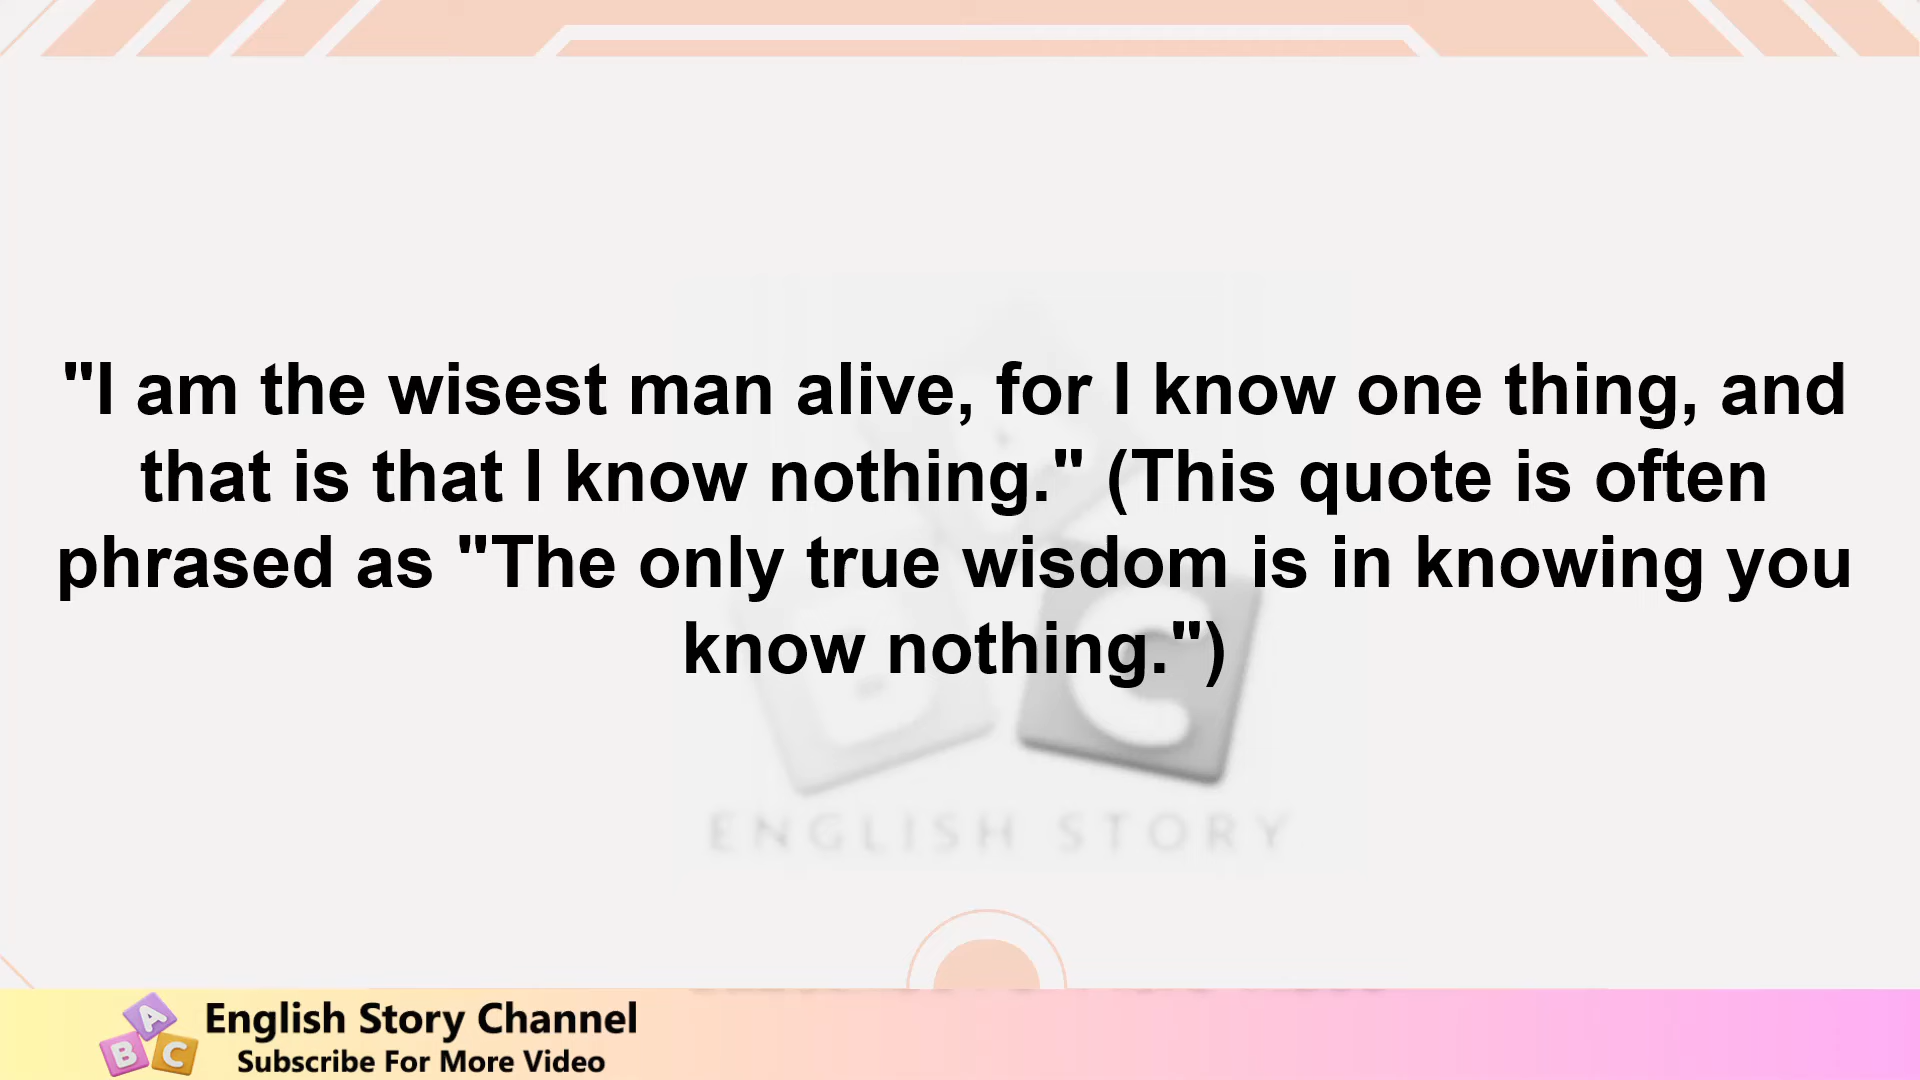 "I am the wisest man alive, for I know one thing, and
that is that I know nothing." (This quote is often
phrased as "The only true wisdom is in knowing you
know nothing.")
B C
ENGLISH STORY
A
B C
English Story Channel
Subscribe For More Video